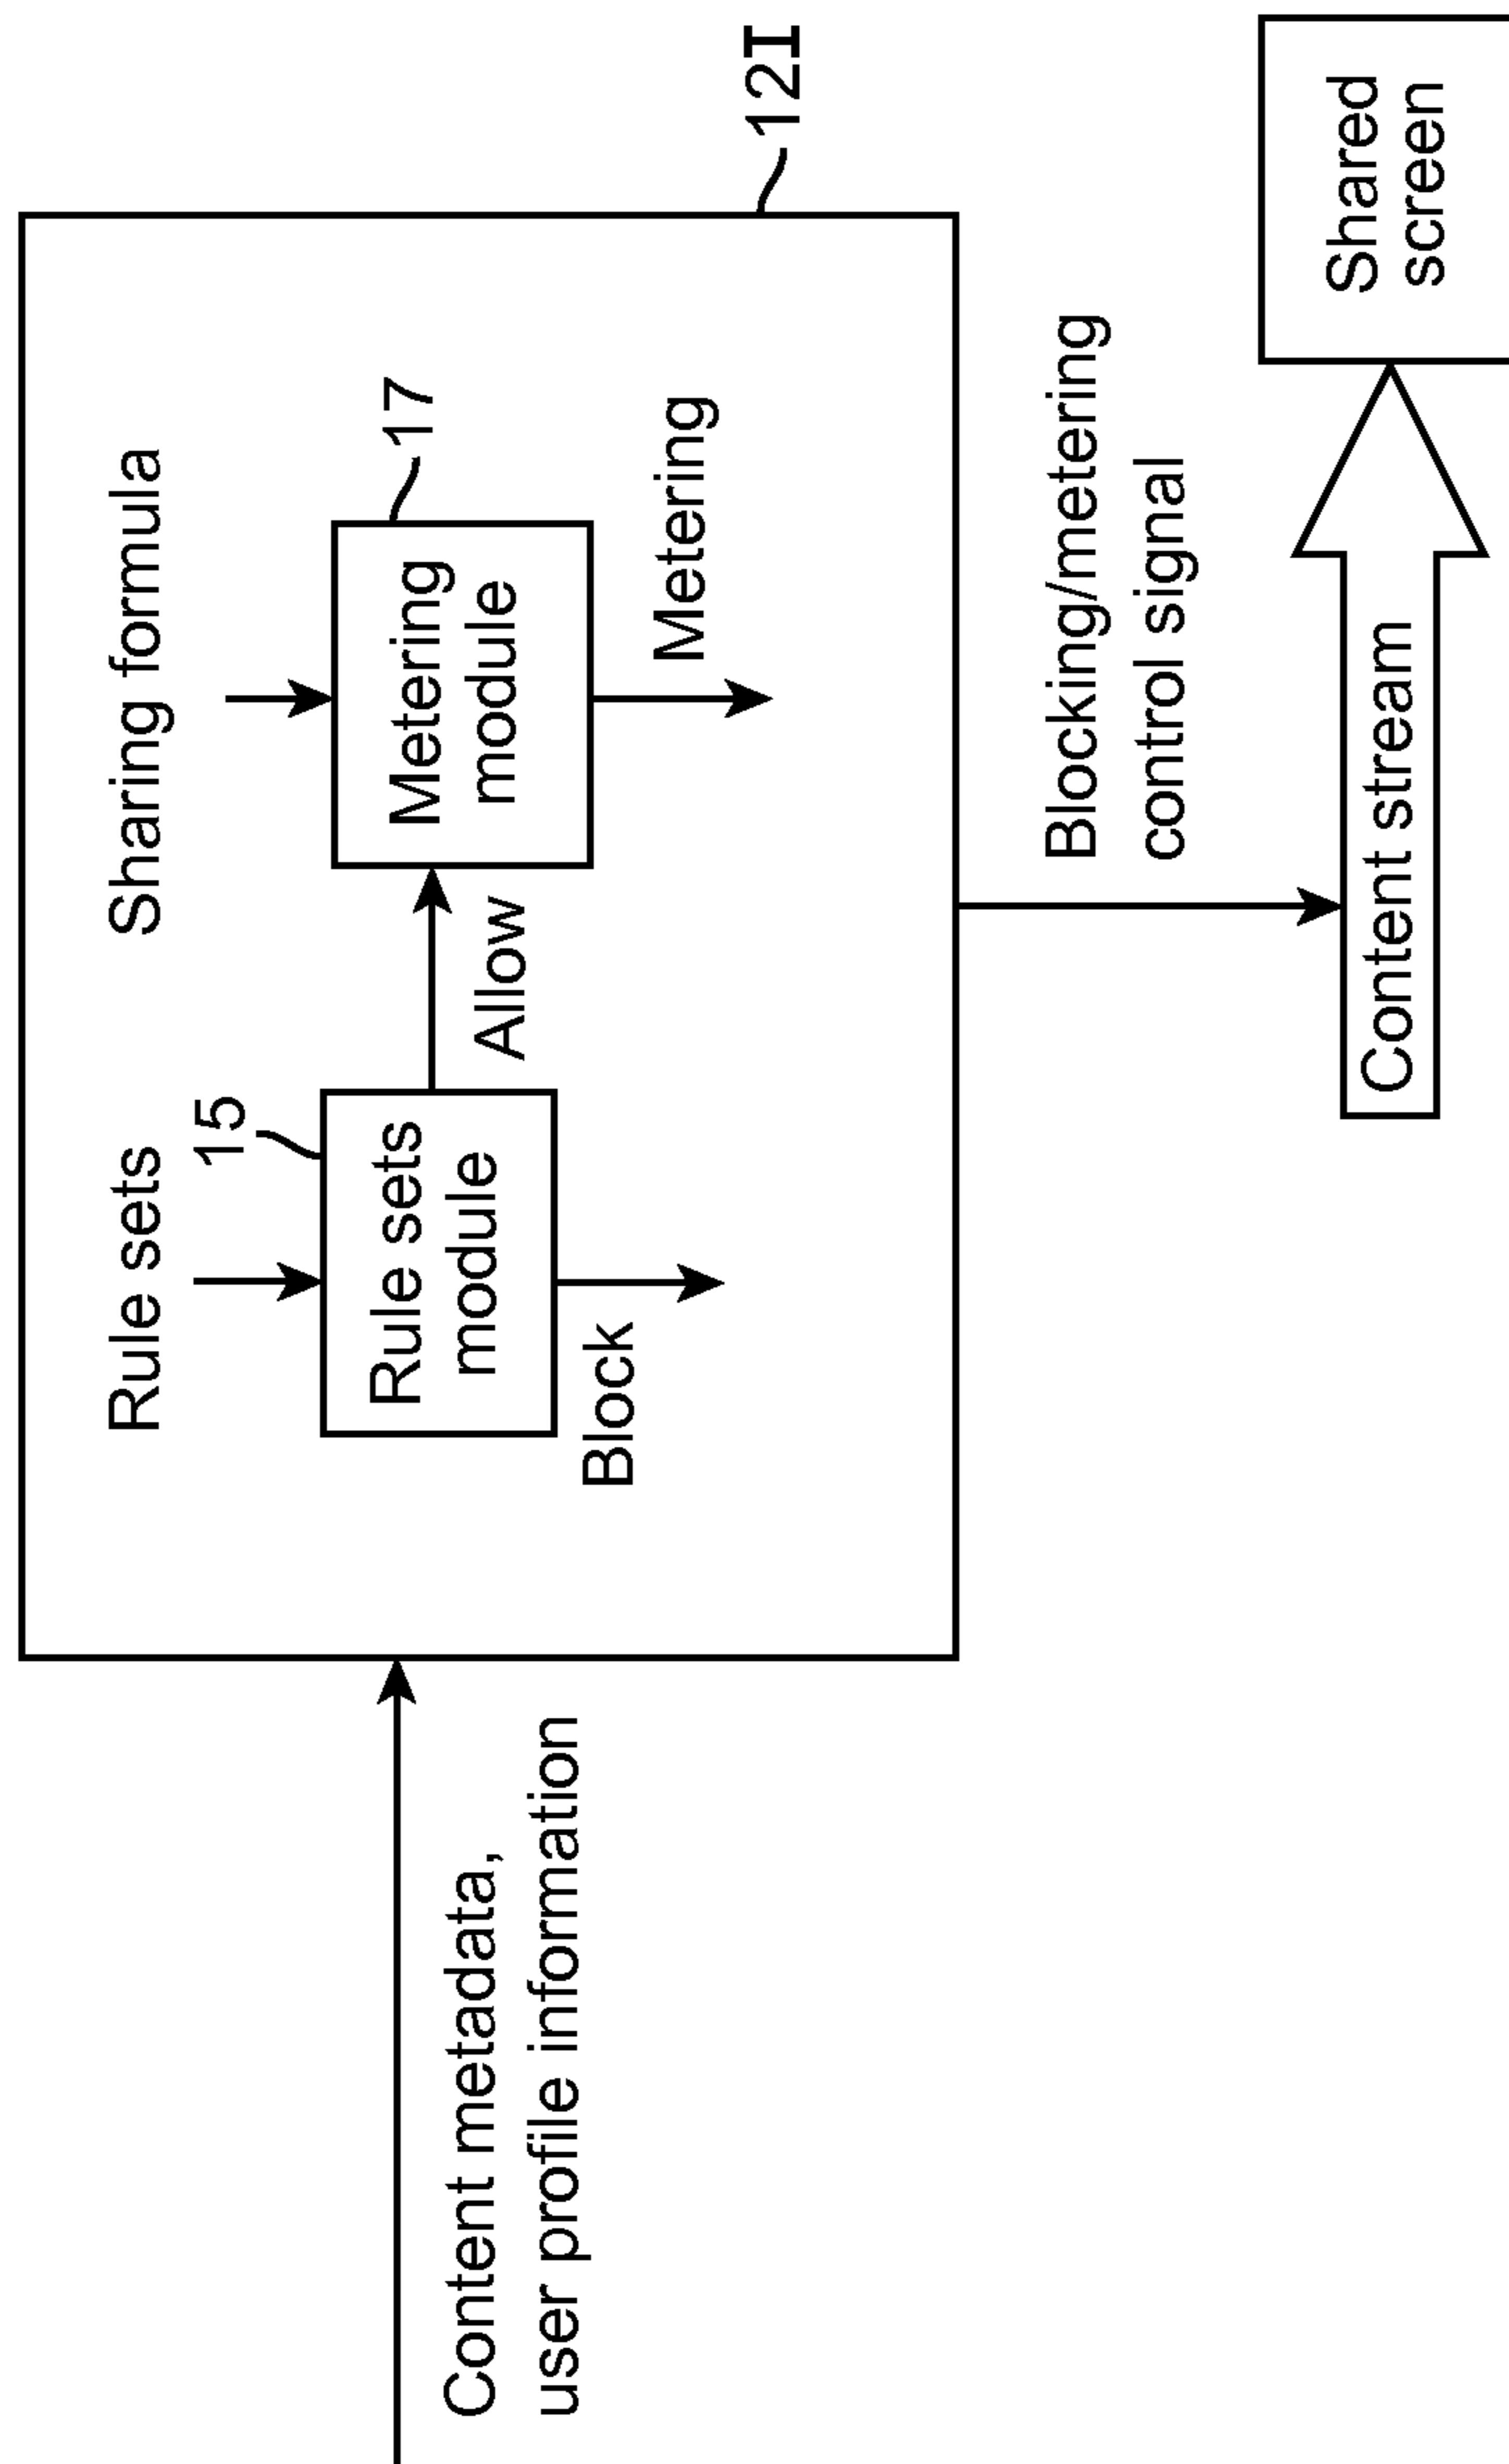 Rule sets
Sharing formula
15
17
Rule sets
module
Allow
Metering
module
Block
Metering
12I
Content metadata,
user profile information
Blocking/metering
control signal
Content stream
Shared
screen